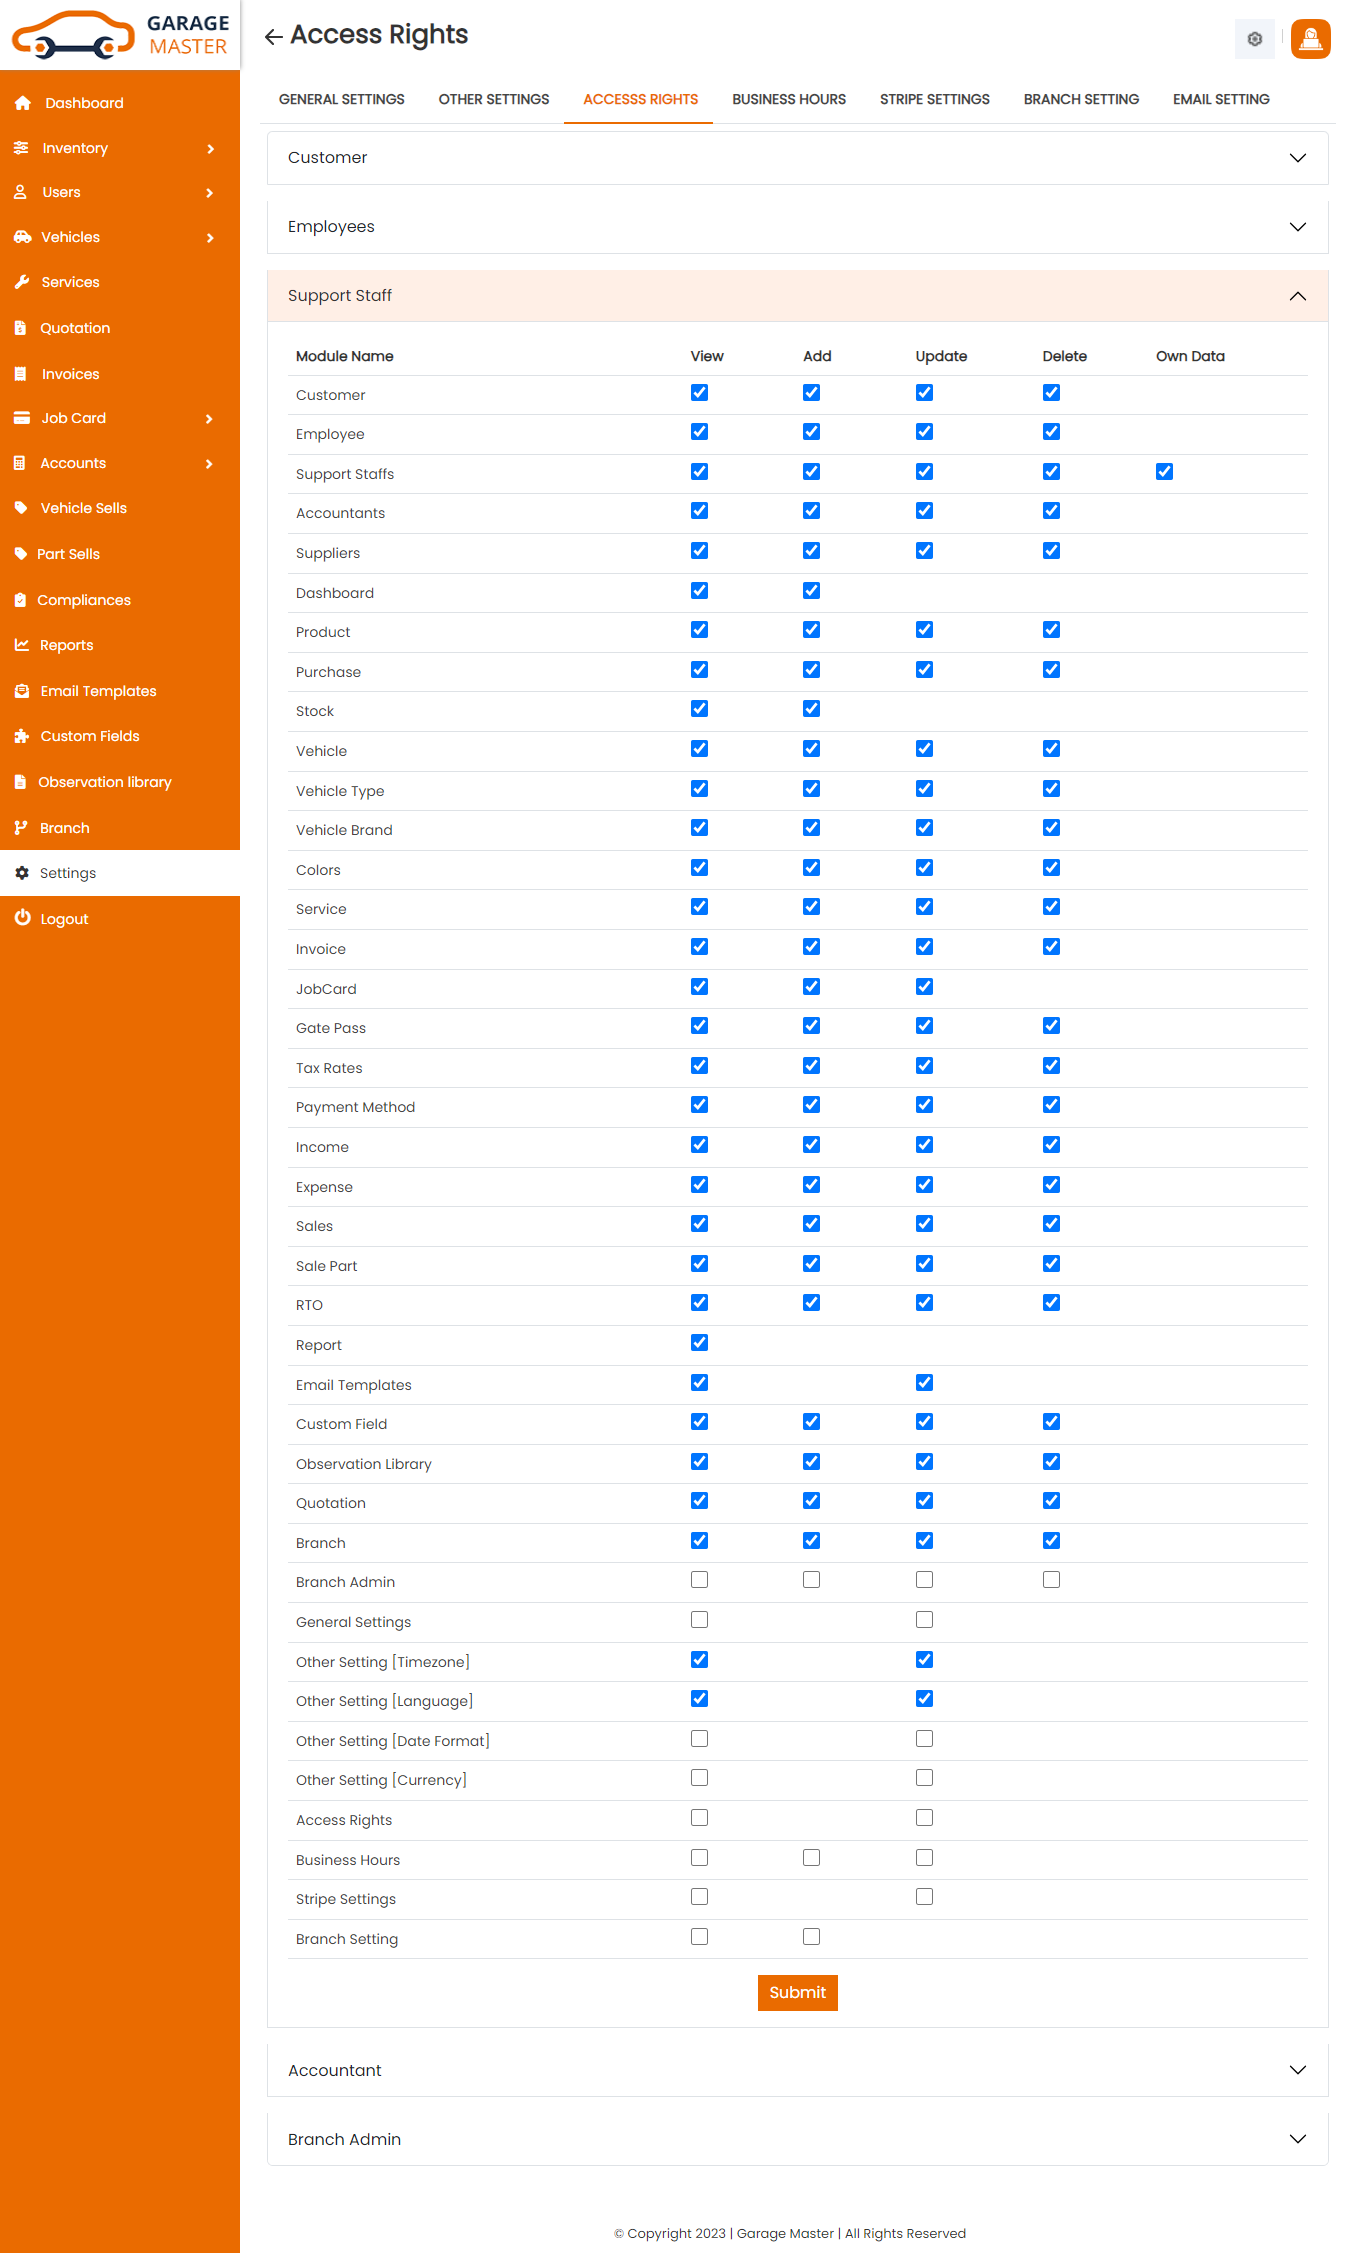 GARAGE
MASTER
Dashboard
Inventory
Users
Vehicles
Services
Quotation
Invoices
Job Card
Accounts
Vehicle Sells
Part Sells
Compliances
Reports
Email Templates
Custom Fields
Observation library
Branch
Settings
Logout
Access Rights
GENERAL SETTINGS OTHER SETTINGS ACCESSS RIGHTS BUSINESS HOURS STRIPE SETTINGS BRANCH SETTING EMAIL SETTING
Customer
Employees
Support Staff
Module Name View Add Update Delete Own Data
Customer
Employee
Support Staffs
Accountants
Suppliers
Dashboard
Product
Purchase
Stock
Vehicle
Vehicle Type
Vehicle Brand
Colors
Service
Invoice
JobCard
Gate Pass
Tax Rates
Payment Method
Income
Expense
Sales
Sale Part
RTO
Report
Email Templates
Custom Field
Observation Library
Quotation
Branch
Branch Admin
General Settings
Other Setting [Timezone]
Other Setting [Language]
Other Setting [Date Format]
Other Setting [Currency]
Access Rights
Business Hours
Stripe Settings
Branch Setting
Submit
Accountant
Branch Admin
© Copyright 2023 | Garage Master | All Rights Reserved